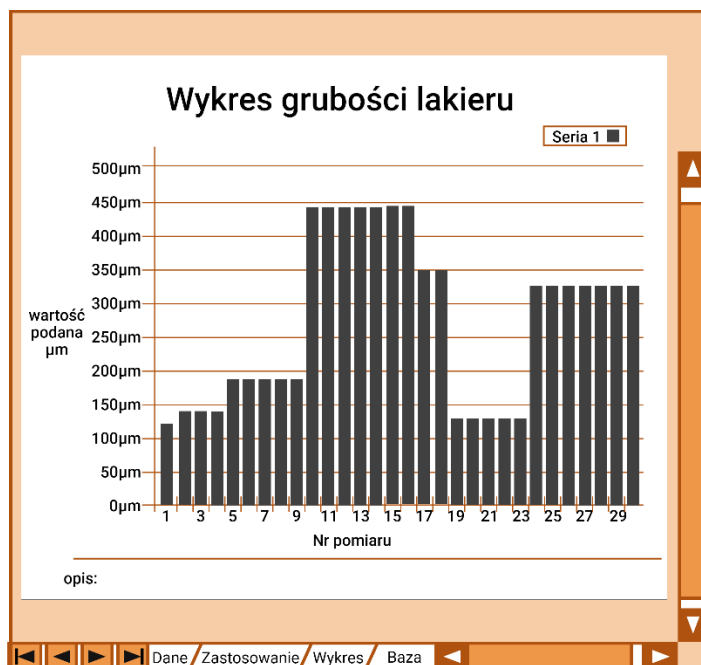 Wykres grubości lakieru
Seria 1
500µm
450µm
400µm
350µm
300µm
250µm
200µm
150µm
100µm
50µm
0µm
wartość
podana
µm
1 3 5 7 9 11 13 15 17 19 21 23 25 27 29
Nr pomiaru
opis:
Dane Zastosowanie Wykres Baza